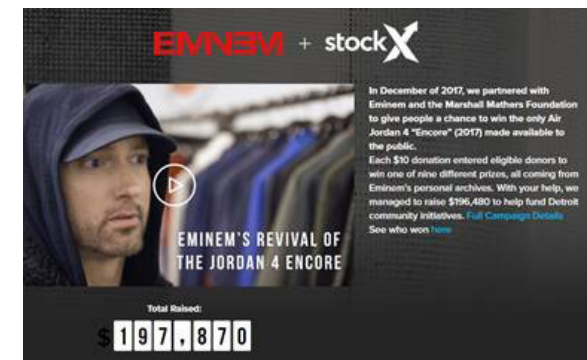 EMINEM + stockX
In December of 2017, we partnered with
Eminem and the Marshall Mathers Foundation
to give people a chance to win the only Air
Jordan 4 "Encore" (2017) made available to
the public.
Each $10 donation entered eligible donors to
win one of nine different prizes, all coming from
Eminem's personal archives. With your help, we
managed to raise $196,480 to help fund Detroit
community initiatives. Full Campaign Details
See who won here
EMINEM'S REVIVAL OF
THE JORDAN 4 ENCORE
Total Raised:
$197,870